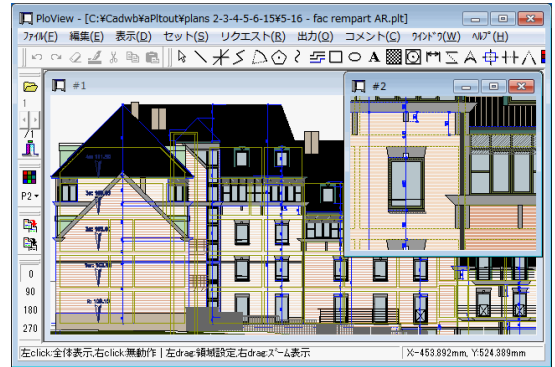 PloView - [C:¥Cadwb¥aPltout¥plans 2-3-4-5-6-15¥5-16 - fac rempart AR.plt]
ファイル(F) 編集(E) 表示(D) セット(S) リクエスト(R) 出力(O) コメント(C) ウインドウ(W) ヘルプ(H)
A A
#1
#2
1
/1
P2
0
90
180
270
左click:全体表示,右click:無動作 | 左drag:領域設定,右drag:ズーム表示
X:-453.892mm, Y:524.389mm